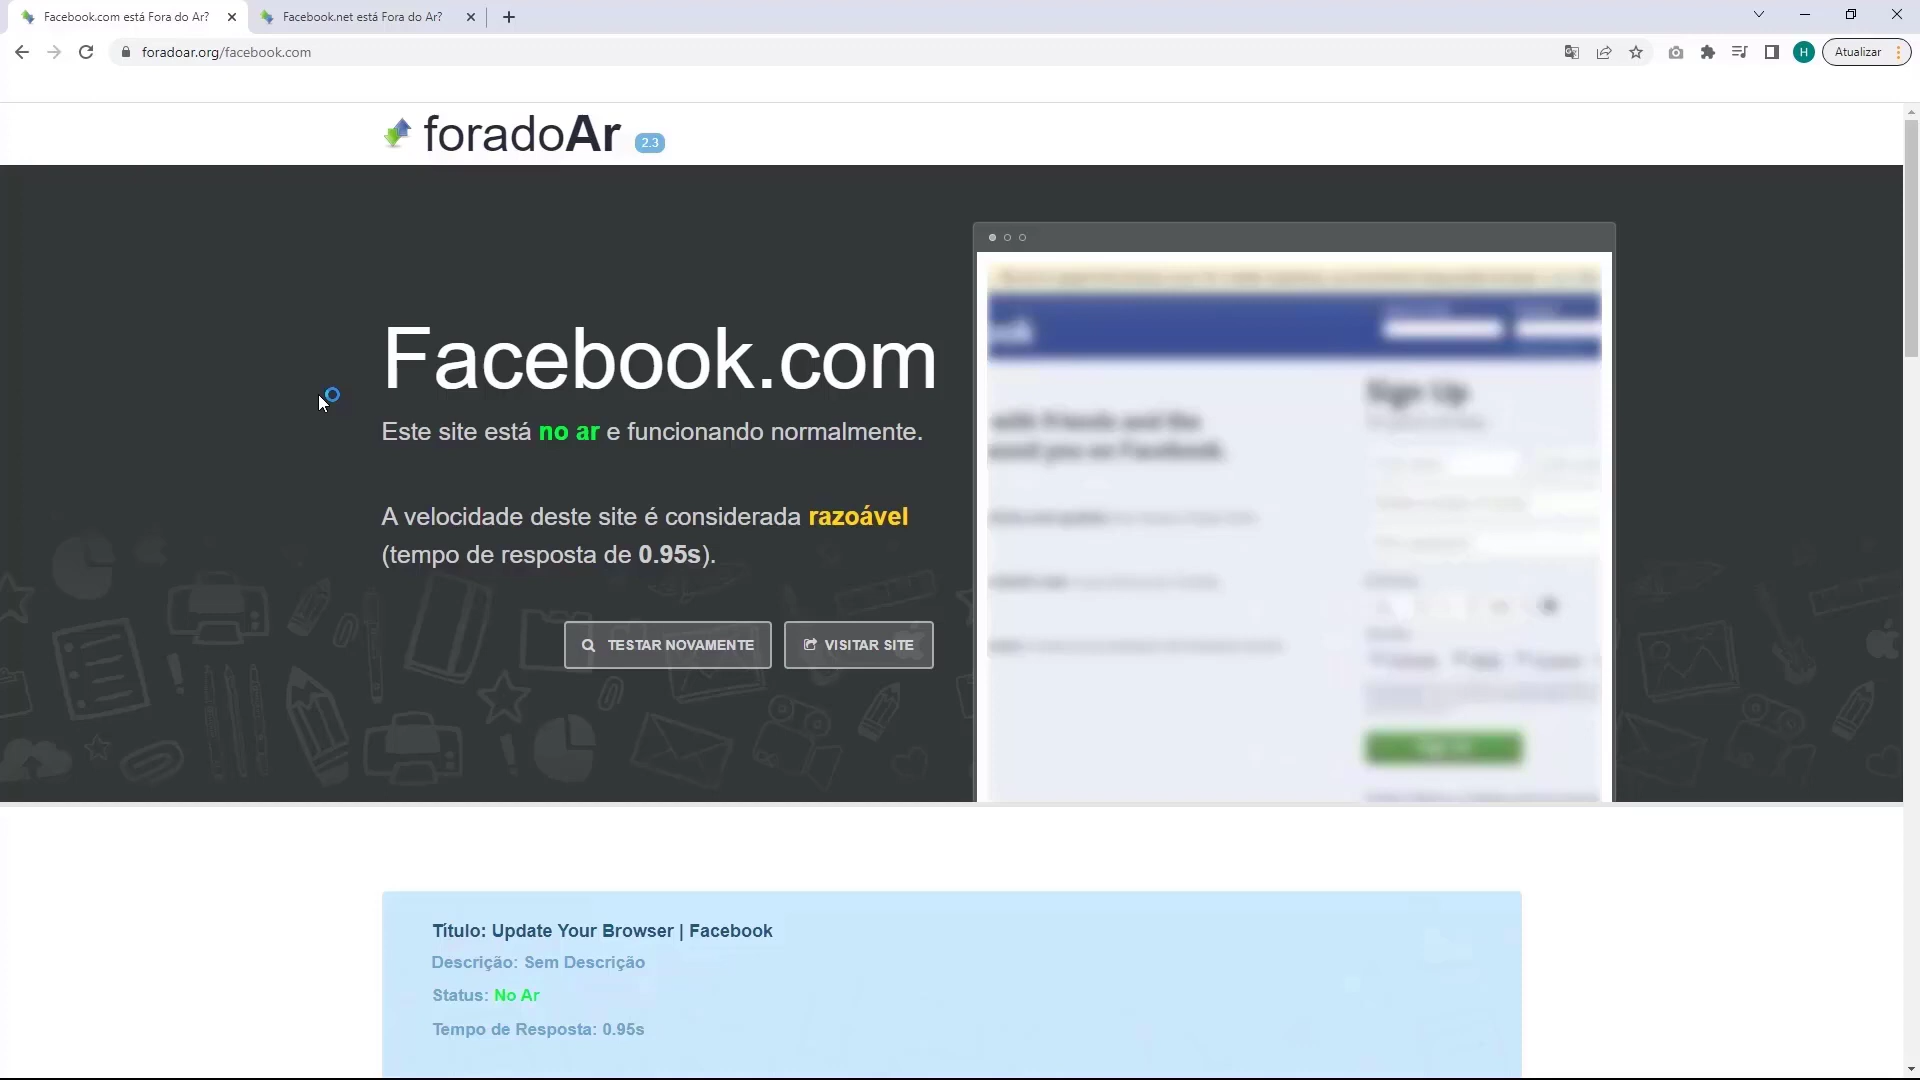 Facebook.com está Fora do Ar?
Facebook.net está Fora do Ar?
foradoar.org/facebook.com
H
Atualizar
foradoAr 2.3
Facebook.com
Este site está no ar e funcionando normalmente.
A velocidade deste site é considerada razoável
(tempo de resposta de 0.95s).
TESTAR NOVAMENTE
VISITAR SITE
Sign Up
Título: Update Your Browser | Facebook
Descrição: Sem Descrição
Status: No Ar
Tempo de Resposta: 0.95s